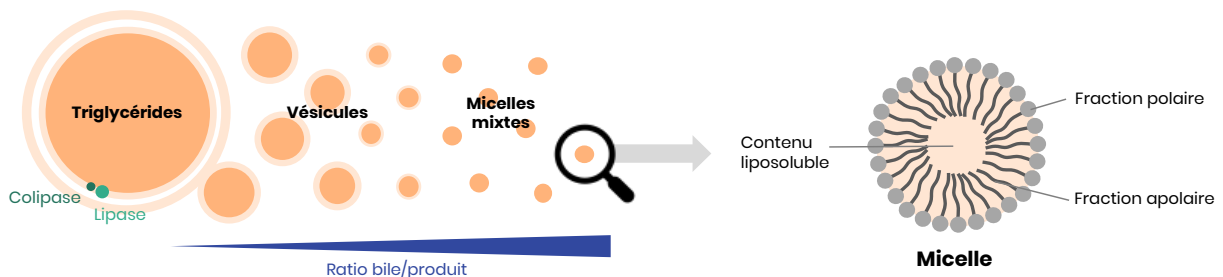 Triglycérides
Vésicules
Micelles
mixtes
Colipase
Lipase
Ratio bile/produit
Contenu
liposoluble
Fraction polaire
Fraction apolaire
Micelle